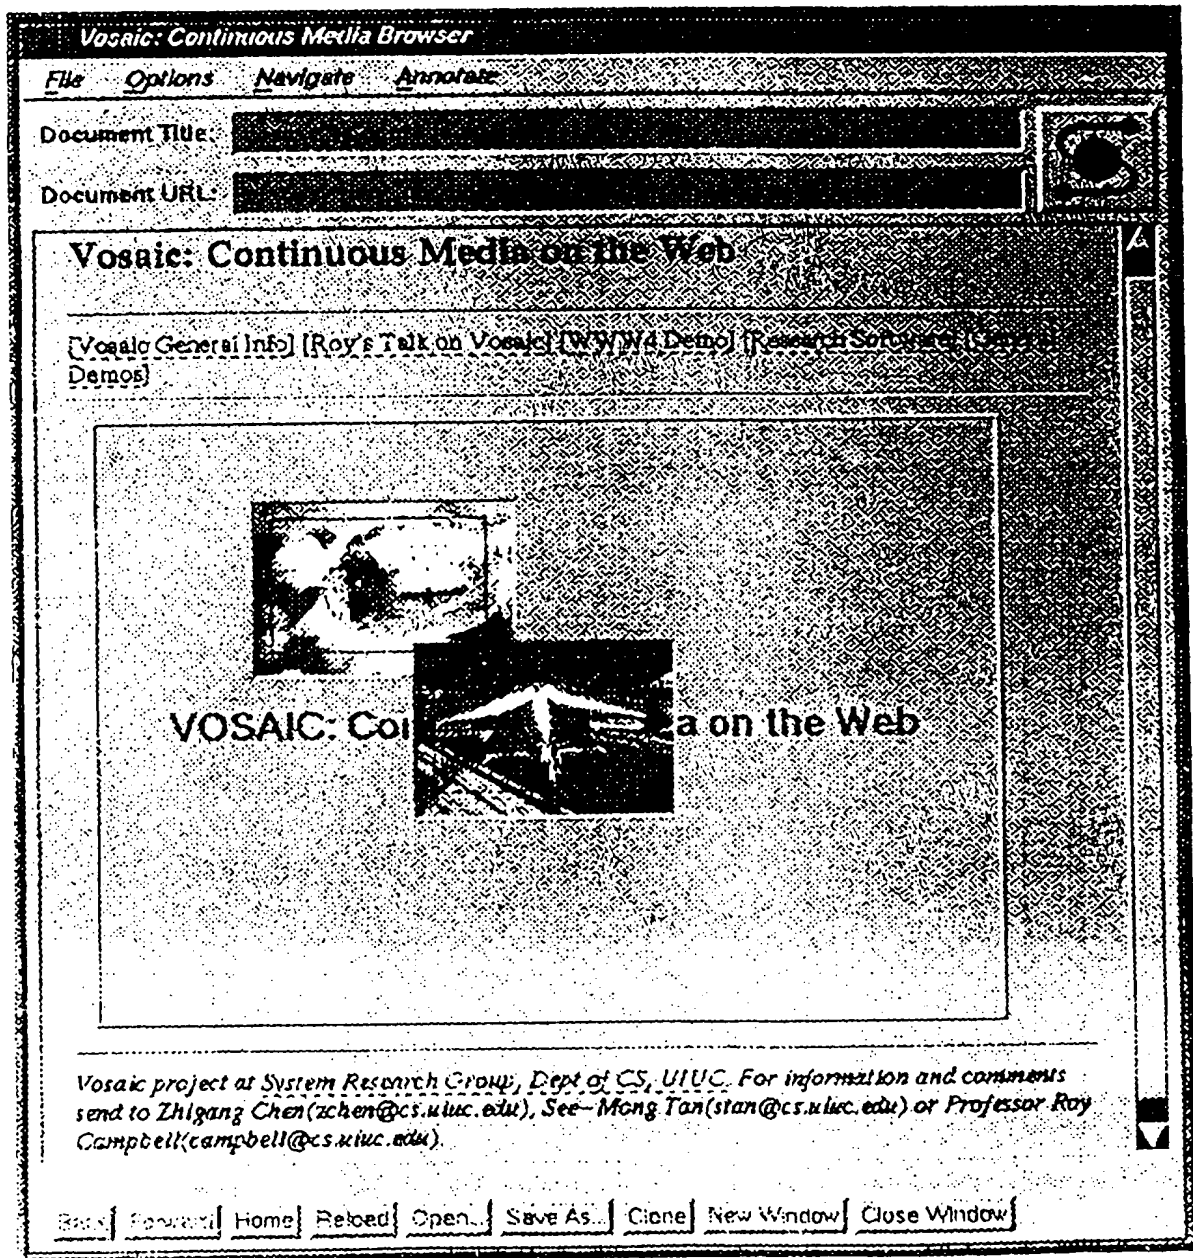 Vosaic: Continuous Media Browser
File Options Navigate Annotate
Document Title:
Document URL:
Vosaic: Continuous Media on the Web
[Vosaic General Info] [Roy's Talk on Vosaic] [WWW4 Demo] [Research Software] [General
Demos]
VOSAIC: Con a on the Web
Vosaic project at System Research Group, Dept of CS, UIUC. For information and comments
send to Zhigang Chen(zchen@cs.uiuc.edu), See-Mong Tan(stan@cs.uiuc.edu) or Professor Roy
Campbell(campbell@cs.uiuc.edu).
Back Forward Home Reload Open... Save As... Clone New Window Close Window